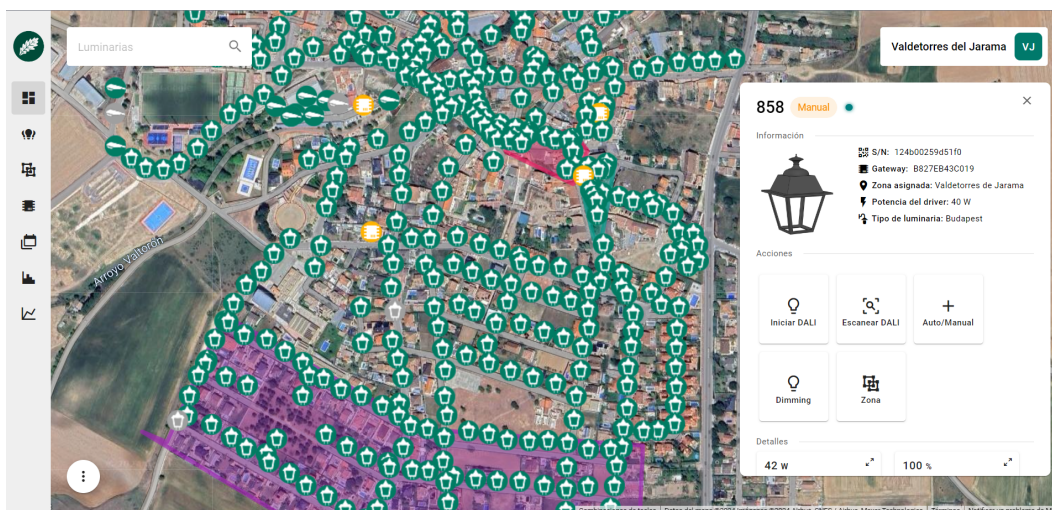 Luminarias
Valdetorres del Jarama
VJ
858 Manual
Información
S/N: 124b00259d51f0
Gateway: B827EB43C019
Zona asignada: Valdetorres de Jarama
Potencia del driver: 40 W
Tipo de luminaria: Budapest
Acciones
Iniciar DALI
Escanear DALI
Auto/Manual
Dimming
Zona
Detalles
42 W
100 %
Arroyo Valtorón